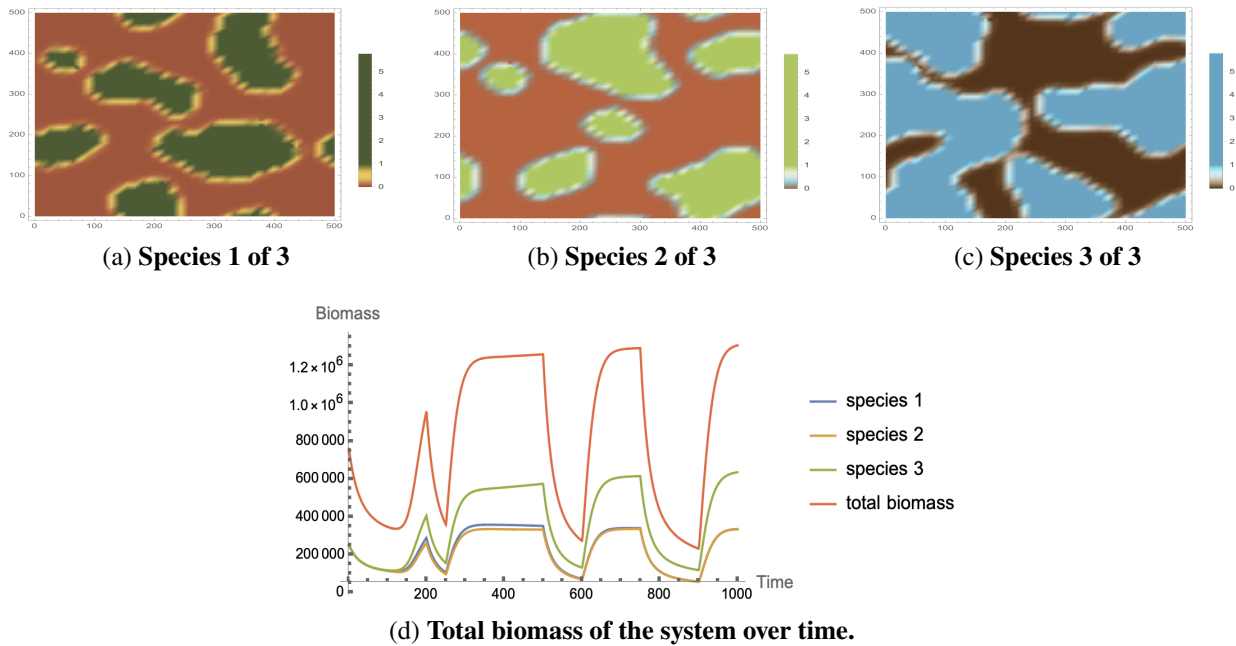 500
400
300
200
100
0
0 100 200 300 400 500
5
4
3
2
1
0
(a) Species 1 of 3
500
400
300
200
100
0
0 100 200 300 400 500
5
4
3
2
1
0
(b) Species 2 of 3
500
400
300
200
100
0
0 100 200 300 400 500
5
4
3
2
1
0
(c) Species 3 of 3
Biomass
1.2 × 10⁶
1.0 × 10⁶
800 000
600 000
400 000
200 000
0
200 400 600 800 1000
Time
species 1
species 2
species 3
total biomass
(d) Total biomass of the system over time.